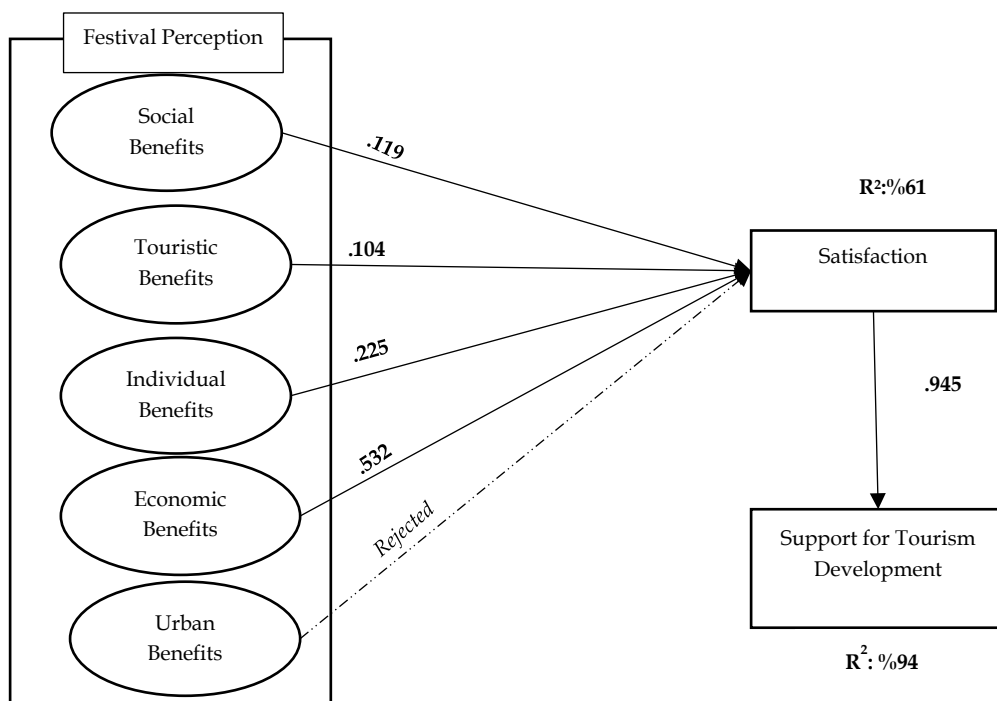 Festival Perception
Social
Benefits
.119
R²:%61
Touristic
Benefits
.104
Satisfaction
Individual
Benefits
.225
.945
.532
Economic
Benefits
Rejected
Support for Tourism
Development
Urban
Benefits
R²: %94